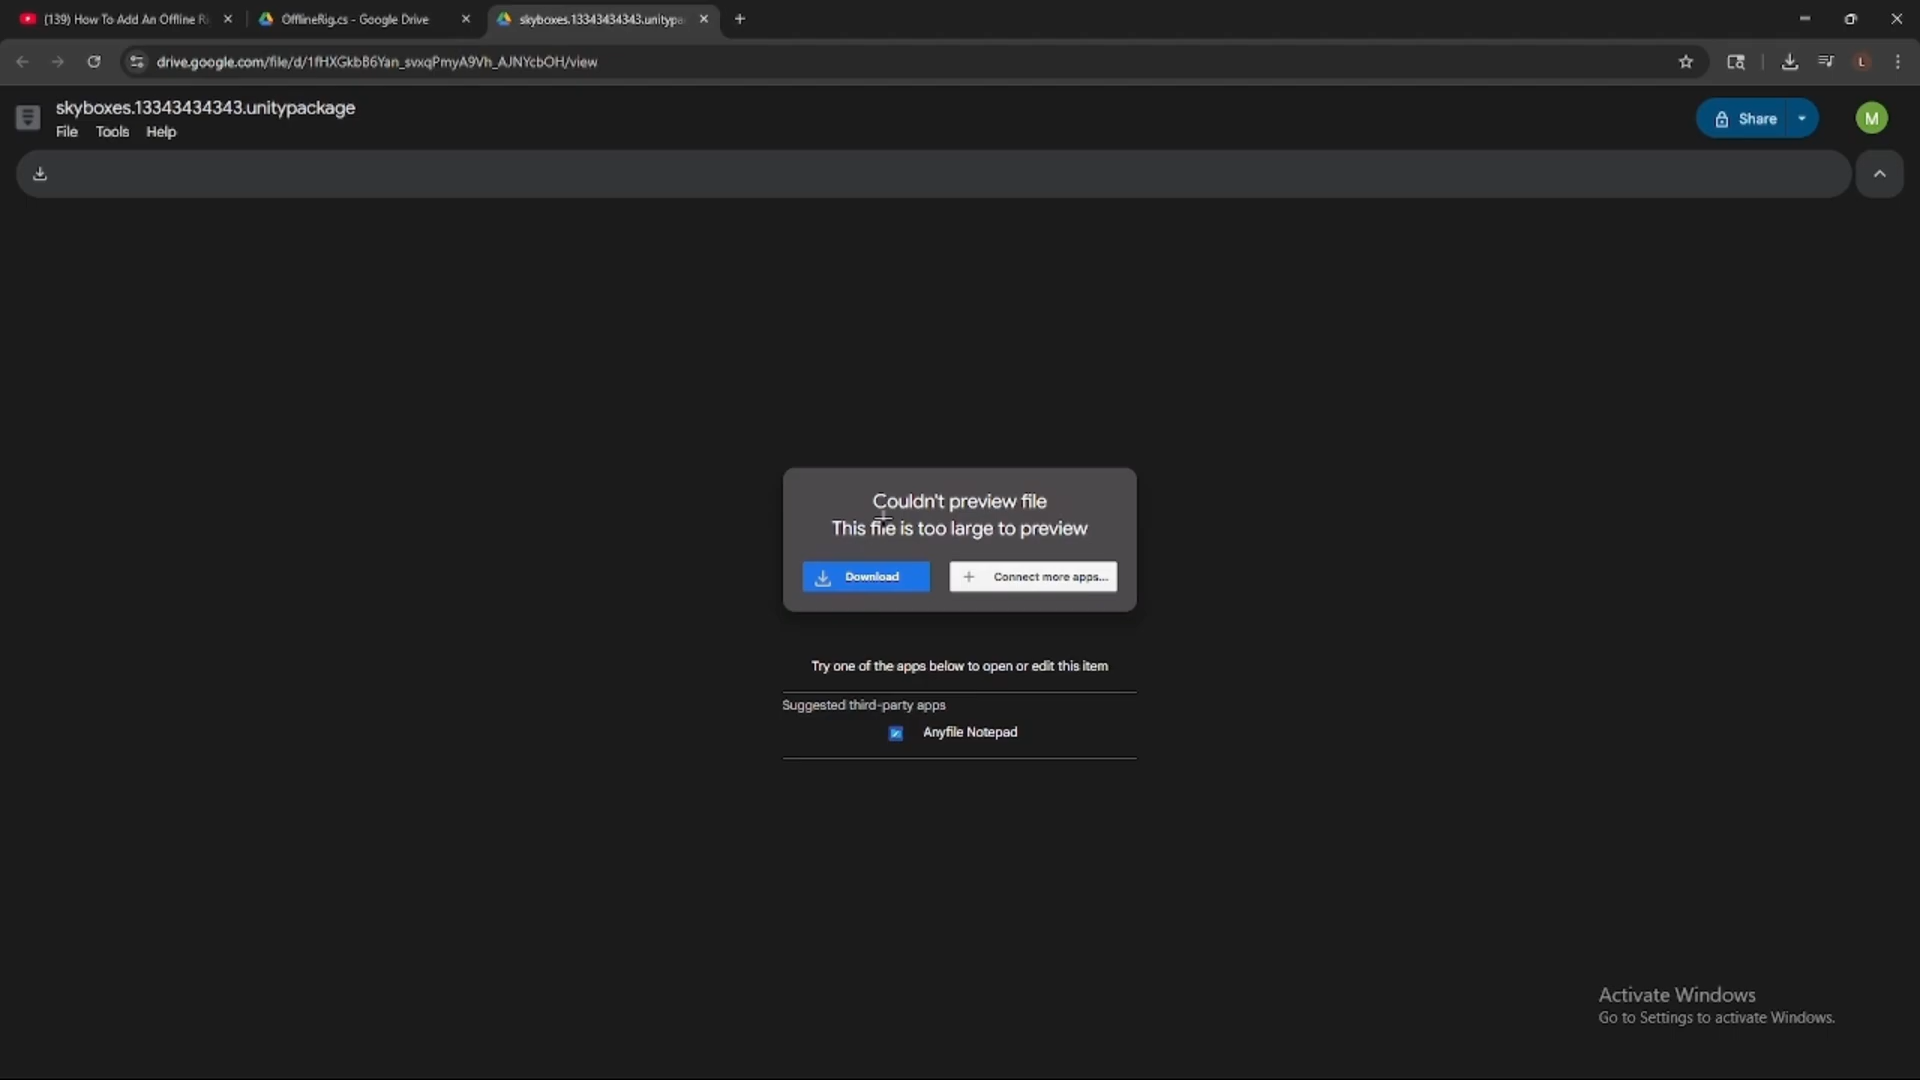 (139) How To Add An Offline Ri
OfflineRig.cs - Google Drive
skyboxes.13343434343.unitypa
drive.google.com/file/d/1fHXGkbB6Yan_svxqPmyA9Vh_AJNYcbOH/view
L
skyboxes.13343434343.unitypackage
File Tools Help
Share
M
Couldn't preview file
This file is too large to preview
Download
Connect more apps...
Try one of the apps below to open or edit this item
Suggested third-party apps
Anyfile Notepad
Activate Windows
Go to Settings to activate Windows.